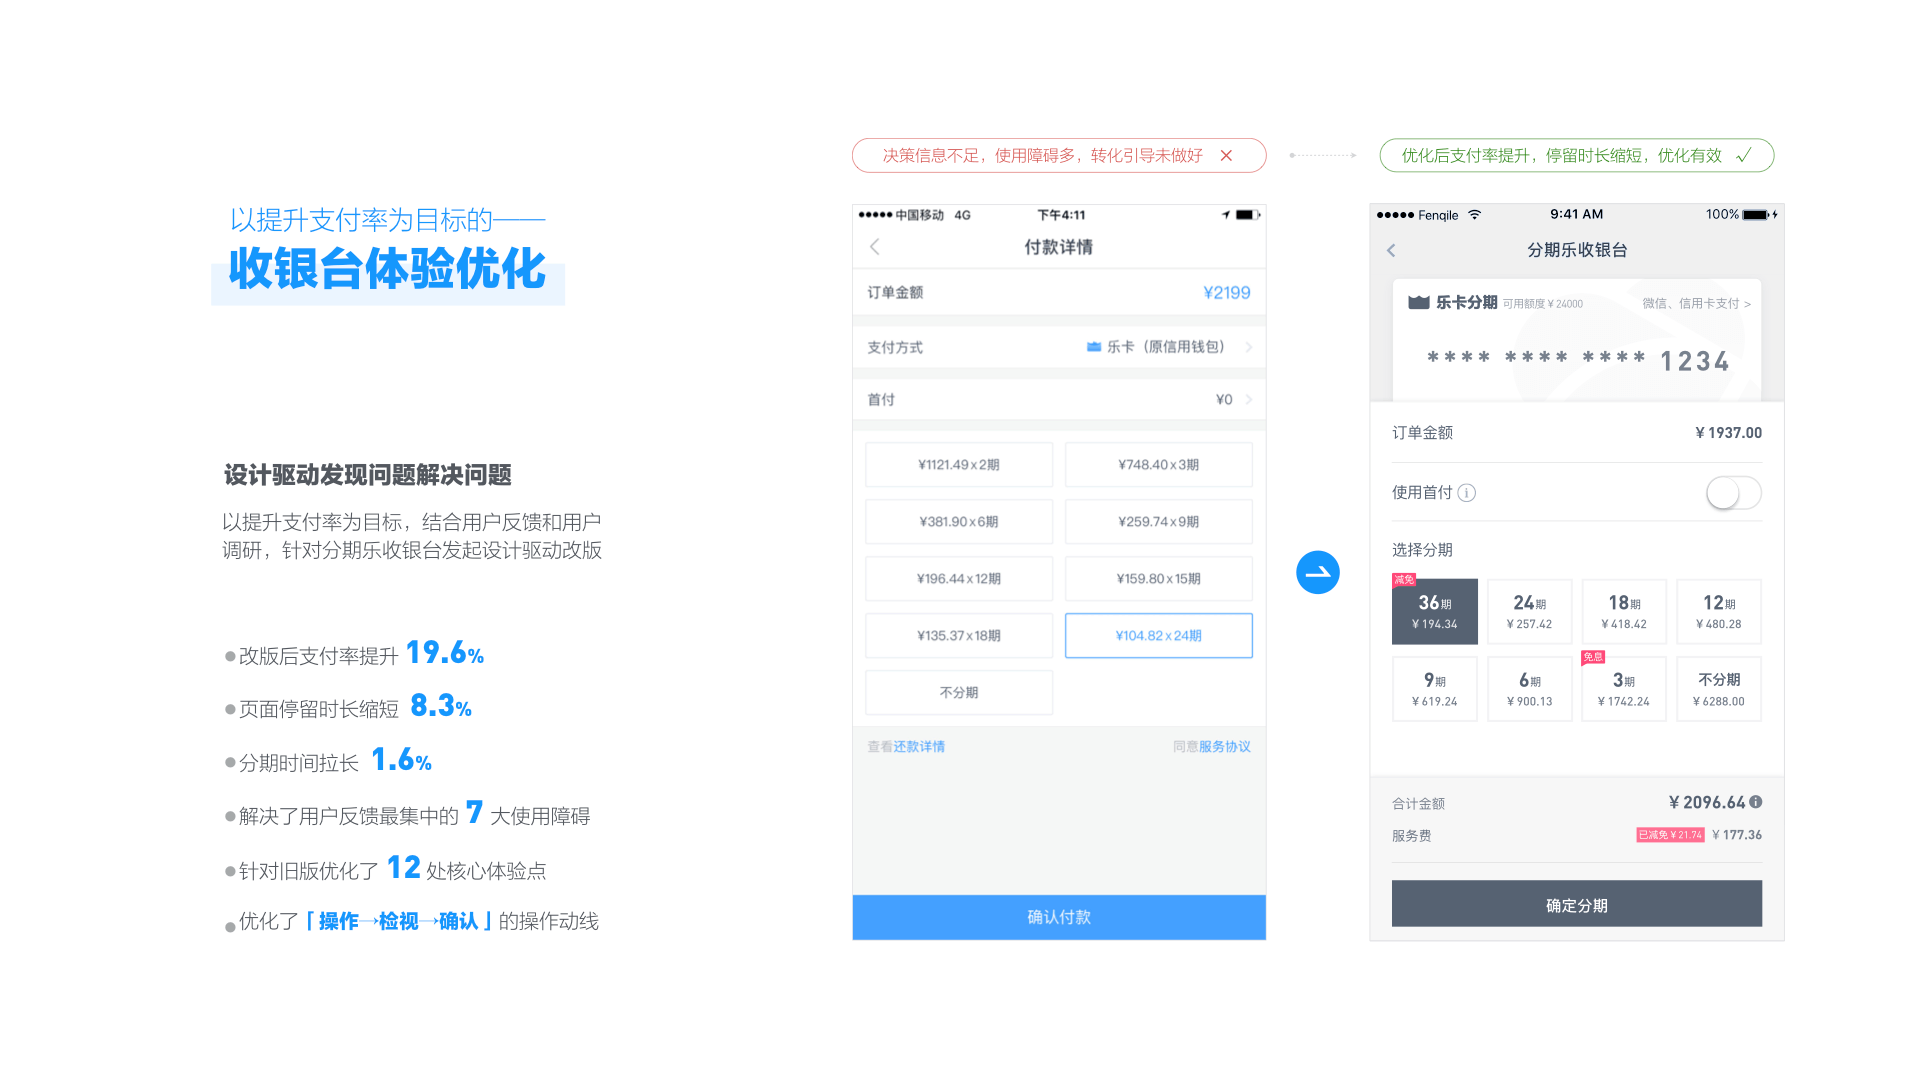 以提升支付率为目标的——
收银台体验优化
设计驱动发现问题解决问题
以提升支付率为目标，结合用户反馈和用户
调研，针对分期乐收银台发起设计驱动改版
改版后支付率提升 19.6%
页面停留时长缩短 8.3%
分期时间拉长 1.6%
解决了用户反馈最集中的 7 大使用障碍
针对旧版优化了 12 处核心体验点
优化了「操作→检视→确认」的操作动线
决策信息不足，使用障碍多，转化引导未做好 ×
中国移动 4G 下午4:11
付款详情
订单金额 ¥2199
支付方式 乐卡（原信用钱包）
首付 ¥0
¥1121.49 x 2期 ¥748.40 x 3期
¥381.90 x 6期 ¥259.74 x 9期
¥196.44 x 12期 ¥159.80 x 15期
¥135.37 x 18期 ¥104.82 x 24期
不分期
查看还款详情 同意服务协议
确认付款
优化后支付率提升，停留时长缩短，优化有效 ✓
Fenqile 9:41 AM 100%
分期乐收银台
乐卡分期 可用额度 ¥ 24000 微信、信用卡支付 >
**** **** **** 1234
订单金额 ¥ 1937.00
使用首付
选择分期
减免
36期 24期 18期 12期
¥ 194.34 ¥ 257.42 ¥ 418.42 ¥ 480.28
免息
9期 6期 3期 不分期
¥ 619.24 ¥ 900.13 ¥ 1742.24 ¥ 6288.00
合计金额 ¥ 2096.64
服务费 已减免 ¥ 21.74 ¥ 177.36
确定分期